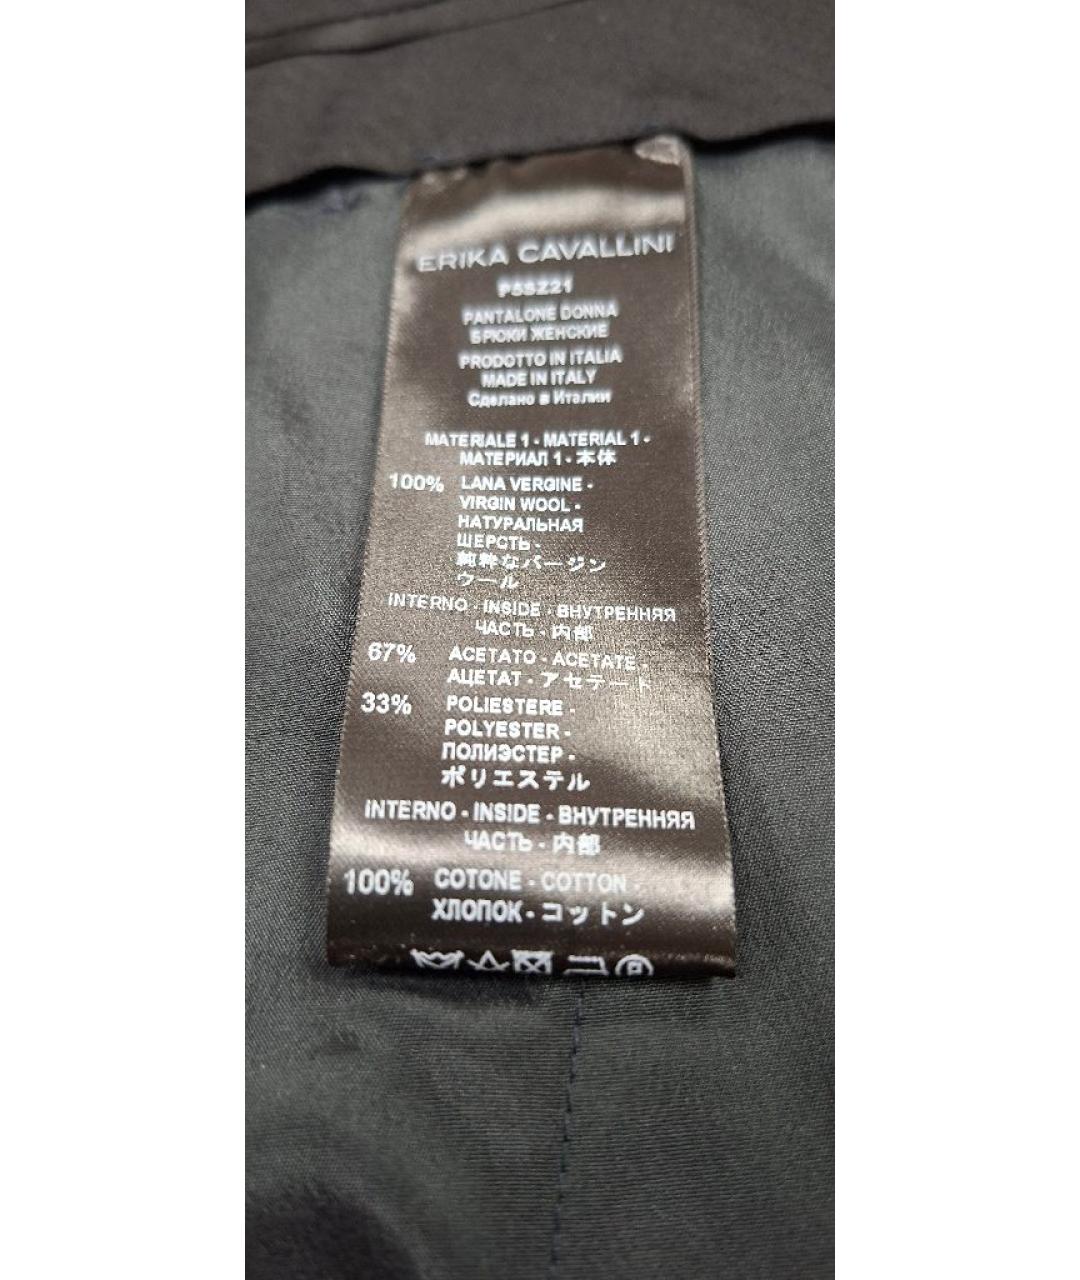 ERIKA CAVALLINI
P5SZ21
PANTALONE DONNA
БРЮКИ ЖЕНСКИЕ
PRODOTTO IN ITALIA
MADE IN ITALY
Сделано в Италии
MATERIALE 1 - MATERIAL 1 -
МАТЕРИАЛ 1 - 本体
100% LANA VERGINE -
VIRGIN WOOL -
НАТУРАЛЬНАЯ
ШЕРСТЬ -
純粋なバージン
ウール
INTERNO - INSIDE - ВНУТРЕННЯЯ
ЧАСТЬ - 内部
67% ACETATO - ACETATE -
АЦЕТАТ - アセテート
33% POLIESTERE -
POLYESTER -
ПОЛИЭСТЕР -
ポリエステル
INTERNO - INSIDE - ВНУТРЕННЯЯ
ЧАСТЬ - 内部
100% COTONE - COTTON -
ХЛОПОК - コットン